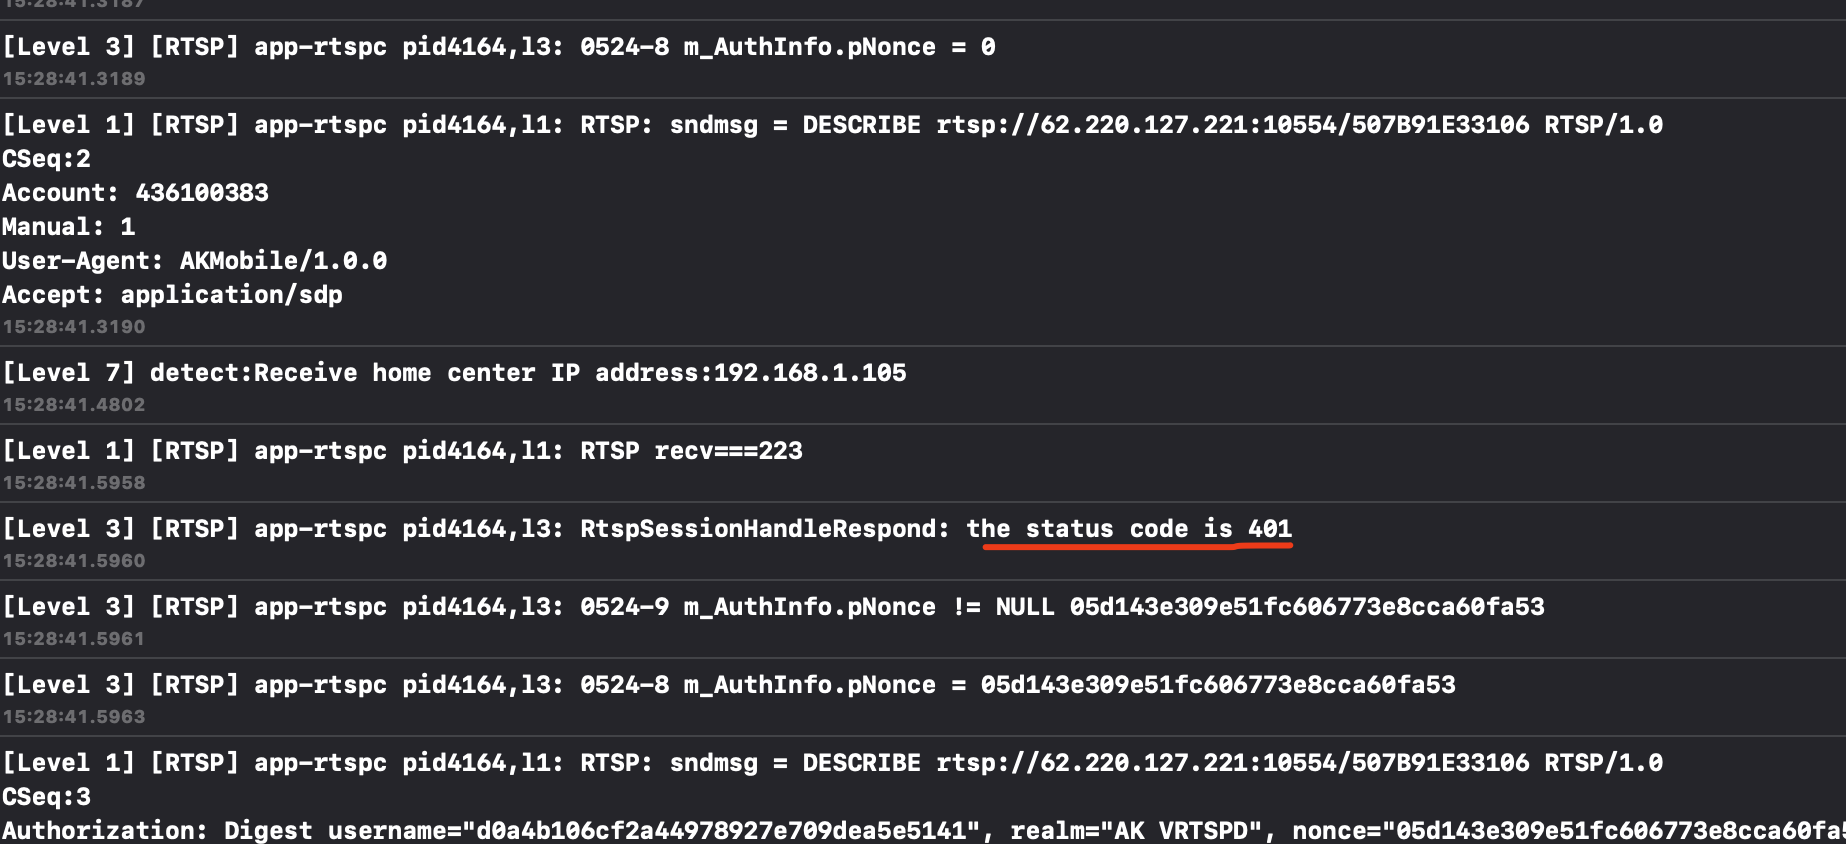 15:28:41.3187
[Level 3] [RTSP] app-rtspc pid4164,l3: 0524-8 m_AuthInfo.pNonce = 0
15:28:41.3189
[Level 1] [RTSP] app-rtspc pid4164,l1: RTSP: sndmsg = DESCRIBE rtsp://62.220.127.221:10554/507B91E33106 RTSP/1.0
CSeq:2
Account: 436100383
Manual: 1
User-Agent: AKMobile/1.0.0
Accept: application/sdp
15:28:41.3190
[Level 7] detect:Receive home center IP address:192.168.1.105
15:28:41.4802
[Level 1] [RTSP] app-rtspc pid4164,l1: RTSP recv===223
15:28:41.5958
[Level 3] [RTSP] app-rtspc pid4164,l3: RtspSessionHandleRespond: the status code is 401
15:28:41.5960
[Level 3] [RTSP] app-rtspc pid4164,l3: 0524-9 m_AuthInfo.pNonce != NULL 05d143e309e51fc606773e8cca60fa53
15:28:41.5961
[Level 3] [RTSP] app-rtspc pid4164,l3: 0524-8 m_AuthInfo.pNonce = 05d143e309e51fc606773e8cca60fa53
15:28:41.5963
[Level 1] [RTSP] app-rtspc pid4164,l1: RTSP: sndmsg = DESCRIBE rtsp://62.220.127.221:10554/507B91E33106 RTSP/1.0
CSeq:3
Authorization: Digest username="d0a4b106cf2a44978927e709dea5e5141", realm="AK VRTSPD", nonce="05d143e309e51fc606773e8cca60fa5